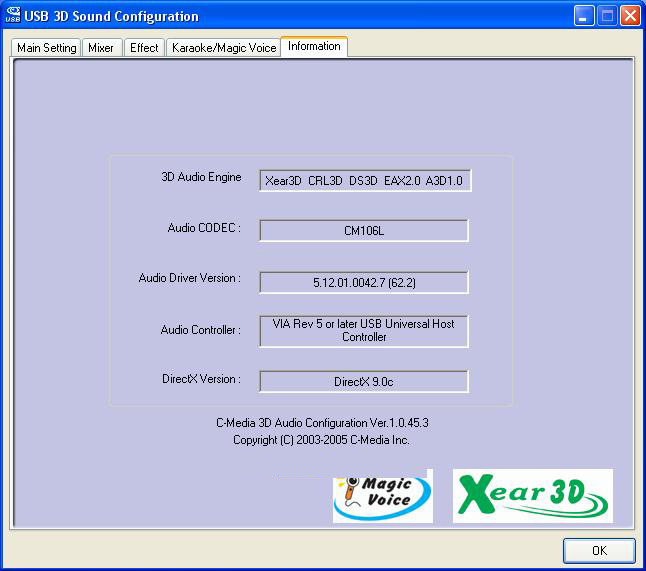 USB USB 3D Sound Configuration
Main Setting Mixer Effect Karaoke/Magic Voice Information
3D Audio Engine Xear3D CRL3D DS3D EAX2.0 A3D1.0
Audio CODEC : CM106L
Audio Driver Version : 5.12.01.0042.7 (62.2)
Audio Controller : VIA Rev 5 or later USB Universal Host
Controller
DirectX Version : DirectX 9.0c
C-Media 3D Audio Configuration Ver.1.0.45.3
Copyright (C) 2003-2005 C-Media Inc.
Magic
Voice
Xear 3D
OK